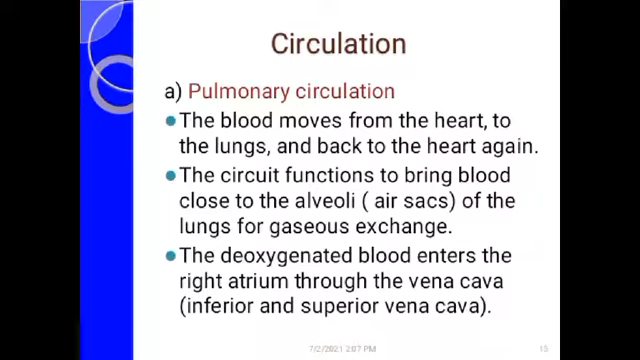 Circulation
a) Pulmonary circulation
The blood moves from the heart, to
the lungs, and back to the heart again.
The circuit functions to bring blood
close to the alveoli ( air sacs) of the
lungs for gaseous exchange.
The deoxygenated blood enters the
right atrium through the vena cava
(inferior and superior vena cava).
7/2/2021 2:07 PM
15